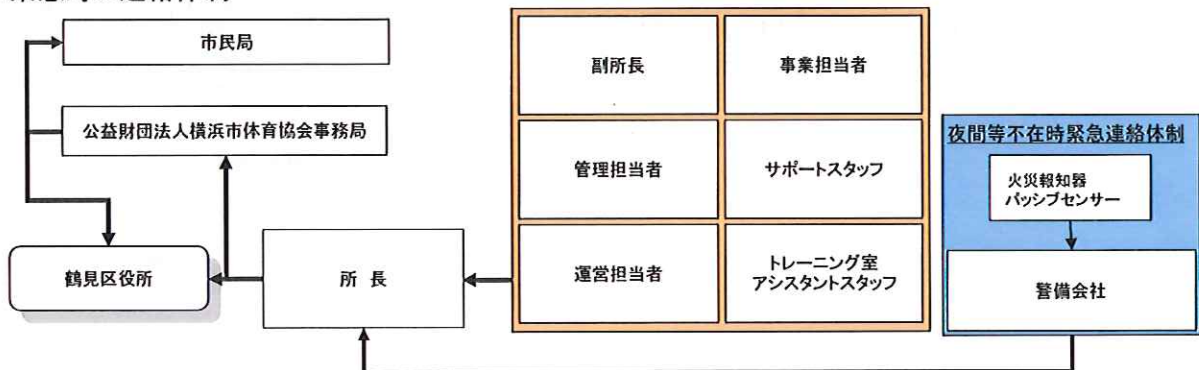 市民局
公益財団法人横浜市体育協会事務局
鶴見区役所
所 長
副所長
事業担当者
管理担当者
サポートスタッフ
運営担当者
トレーニング室
アシスタントスタッフ
夜間等不在時緊急連絡体制
火災報知器
パッシブセンサー
警備会社